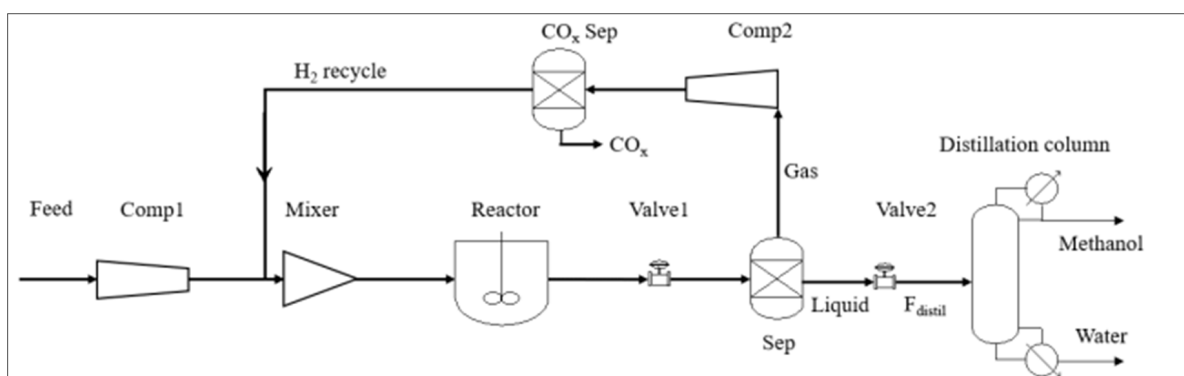 COₓ Sep
Comp2
H₂ recycle
COₓ
Distillation column
Gas
Feed
Comp1
Mixer
Reactor
Valve1
Valve2
Methanol
Liquid
F_distil
Sep
Water